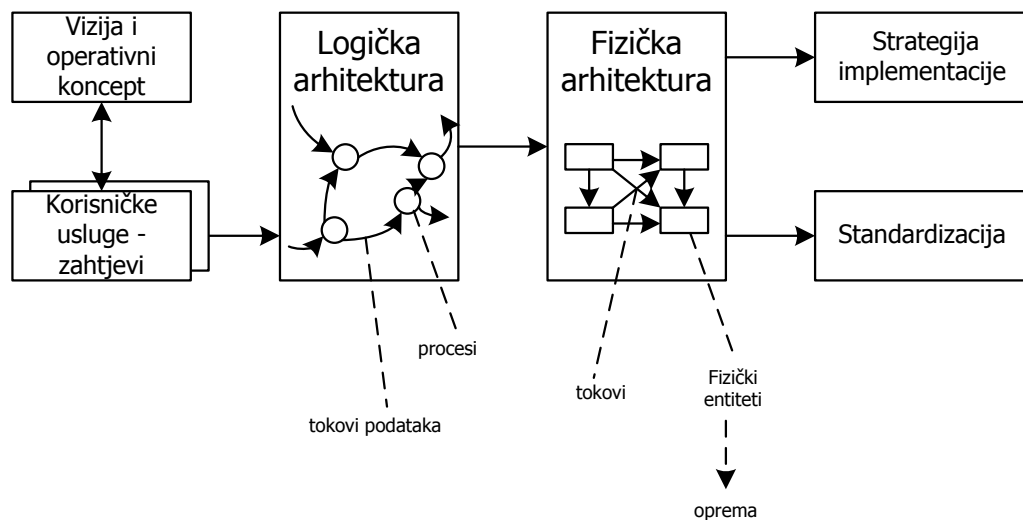 Vizija i
operativni
koncept
Korisničke
usluge -
zahtjevi
Logička
arhitektura
procesi
tokovi podataka
Fizička
arhitektura
tokovi
Fizički
entiteti
oprema
Strategija
implementacije
Standardizacija